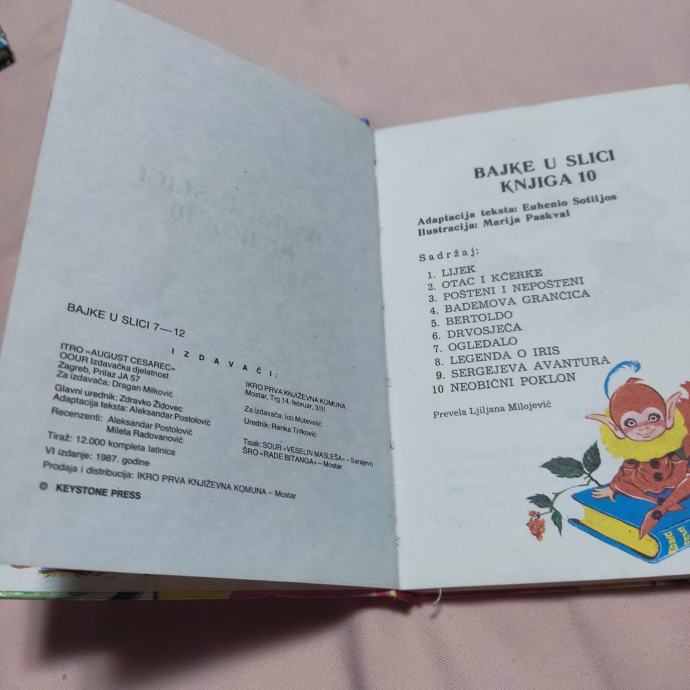 BAJKE U SLICI 7—12
IZDAVAČI:
ITRO »AUGUST CESAREC«
OOUR Izdavačka djelatnost
Zagreb, Prilaz JA 57
Za izdavača: Dragan Milković
Glavni urednik: Zdravko Židovec
Adaptacija teksta: Aleksandar Postolović
Recenzenti: Aleksandar Postolović
Mileta Radovanović
Tiraž: 12.000 kompleta latinica
VI izdanje: 1987. godine
Prodaja i distribucija: IKRO PRVA KNJIŽEVNA KOMUNA – Mostar
© KEYSTONE PRESS
IKRO PRVA KNJIŽEVNA KOMUNA
Mostar, Trg 14. februar, 3/III
Za izdavača: Ico Mutevelić
Urednik: Ranka Trifković
Tisak: SOUR »VESELIN MASLEŠA« – Sarajevo
ŠRO »RADE BITANGA« – Mostar
BAJKE U SLICI
KNJIGA 10
Adaptacija teksta: Euhenio Sotiljos
Ilustracija: Marija Paskval
Sadržaj:
1. LIJEK
2. OTAC I KĆERKE
3. POŠTENI I NEPOŠTENI
4. BADEMOVA GRANČICA
5. BERTOLDO
6. DRVOSJEČA
7. OGLEDALO
8. LEGENDA O IRIS
9. SERGEJEVA AVANTURA
10 NEOBIČNI POKLON
Prevela Ljiljana Milojević